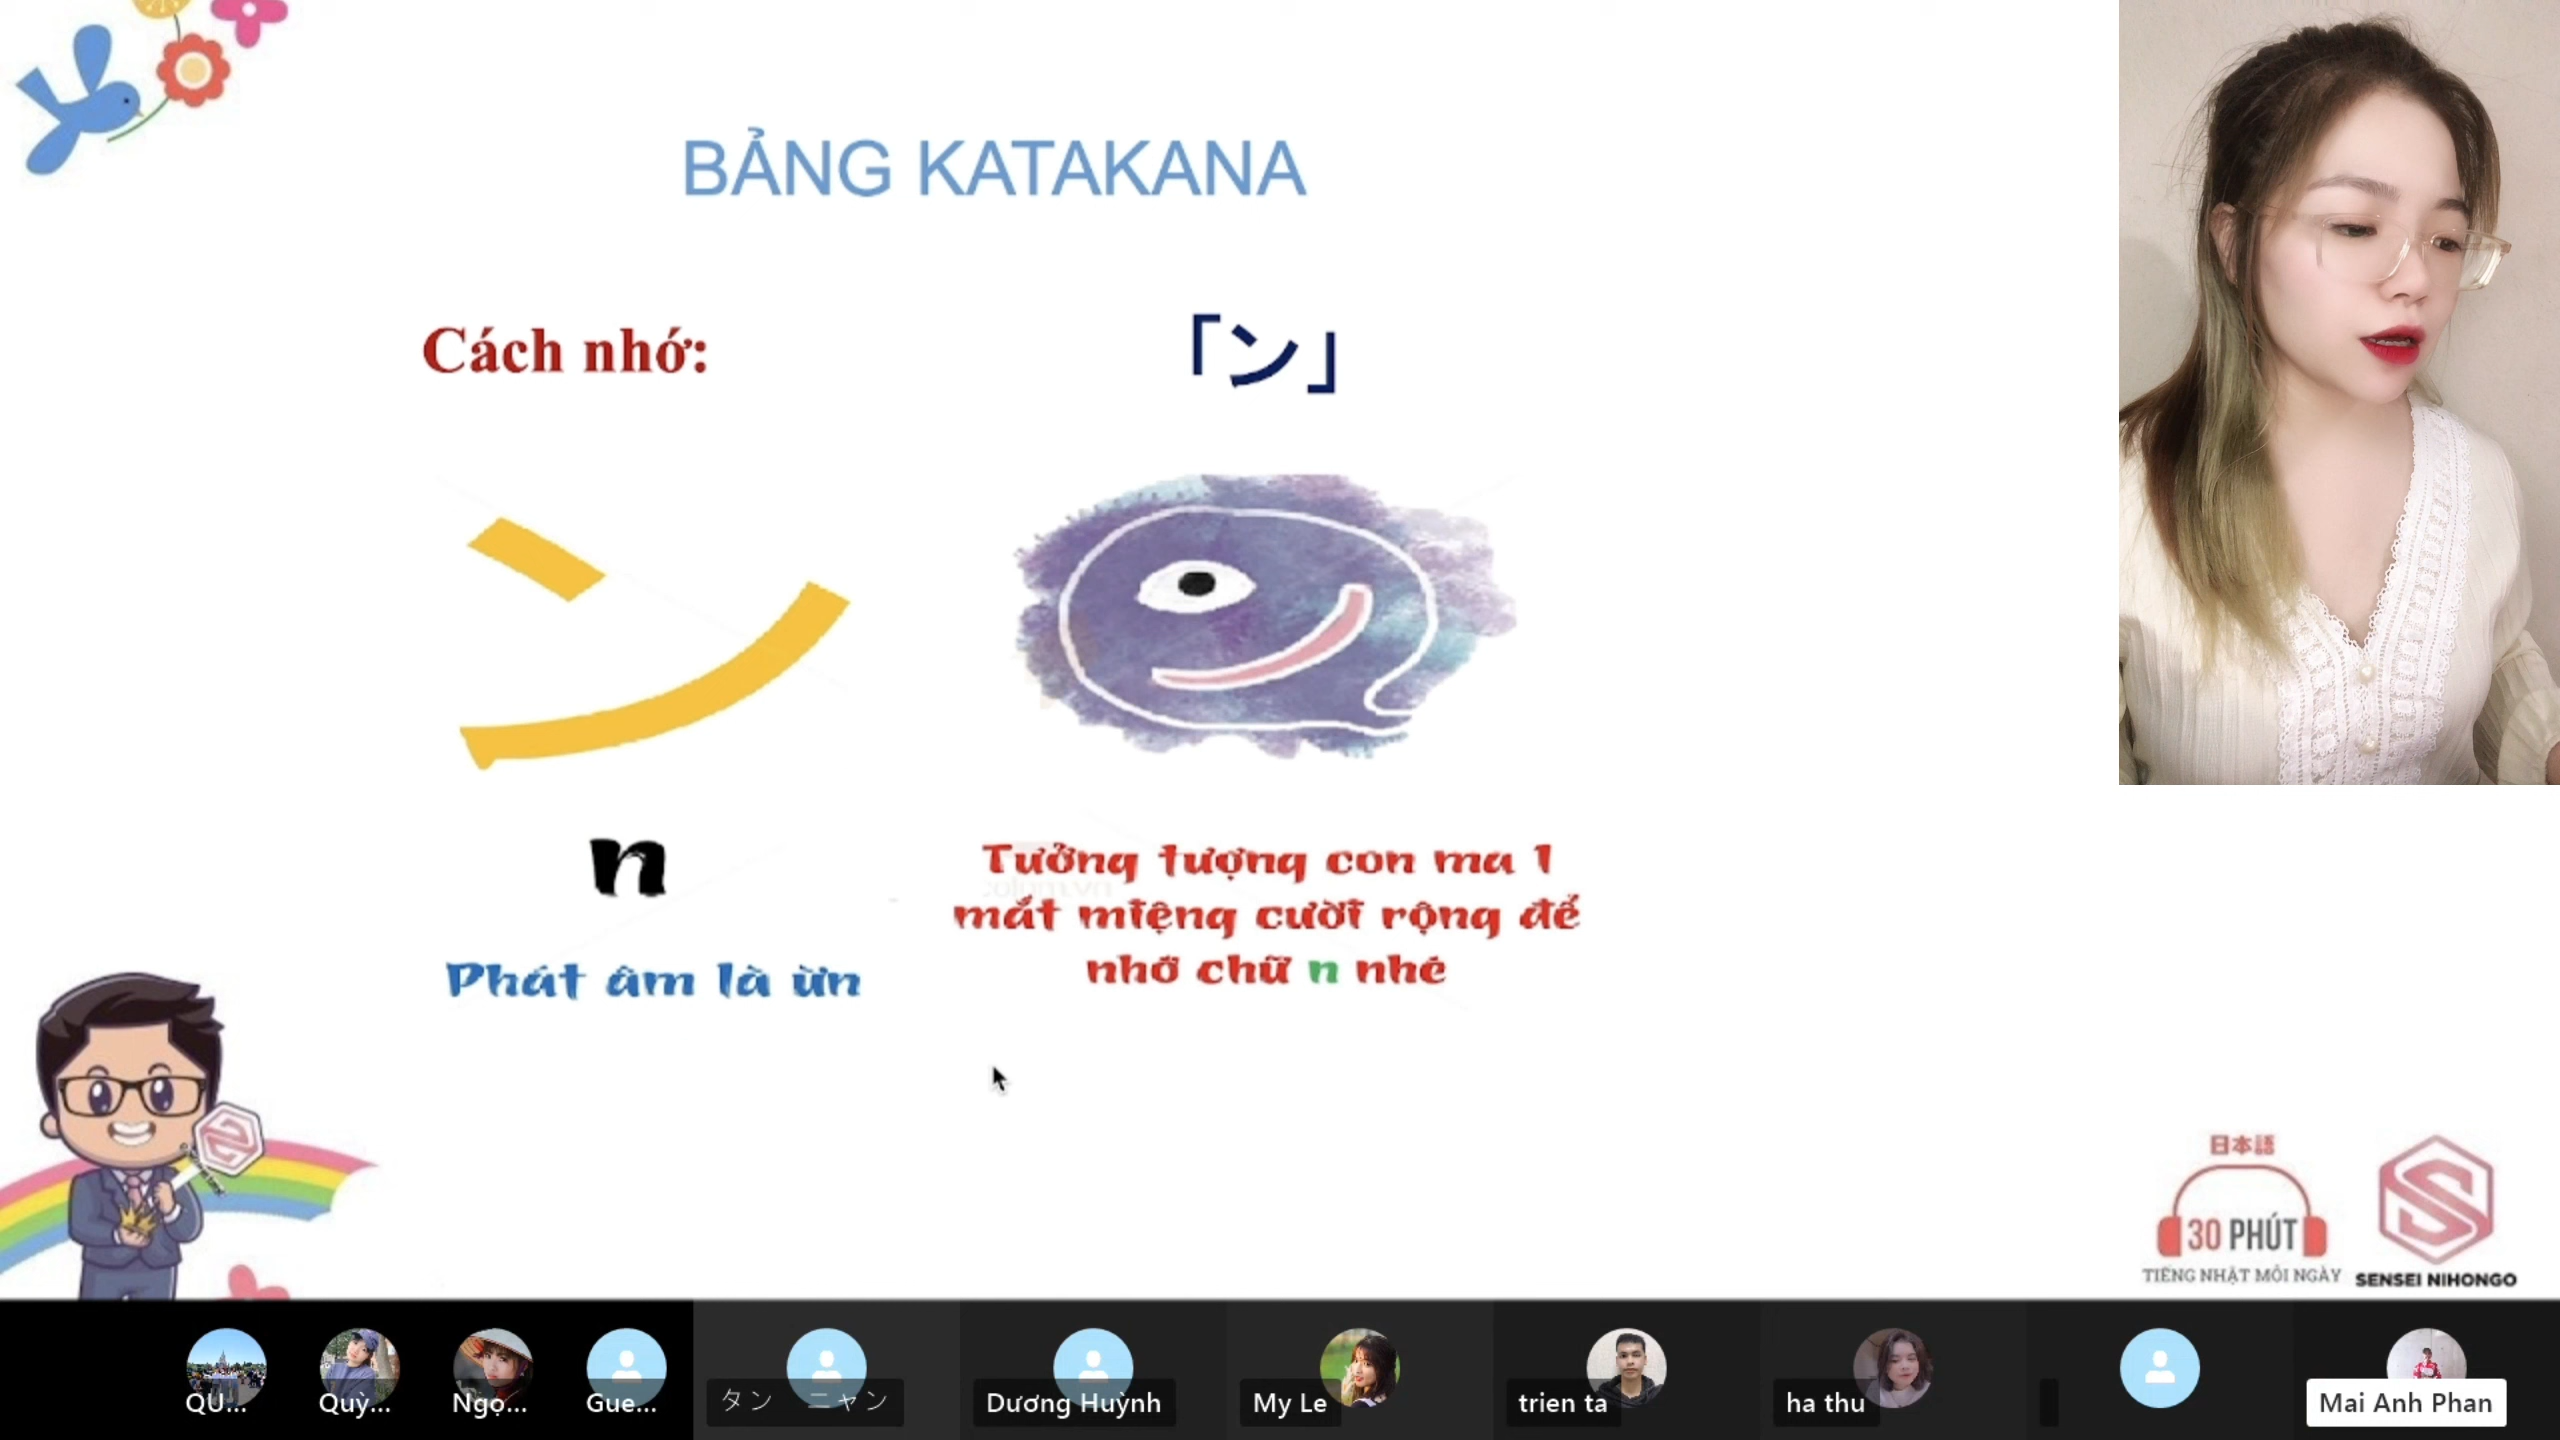 BẢNG KATAKANA
Cách nhớ:
「ン」
n
Phát âm là ừn
Tưởng tượng con ma 1
mắt miệng cười rộng để
nhớ chữ n nhé
日本語
30 PHÚT
TIẾNG NHẬT MỖI NGÀY
SENSEI NIHONGO
QU...
Quỳ...
Ngọ...
Gue...
タン ニャン
Dương Huỳnh
My Le
trien ta
ha thu
Mai Anh Phan